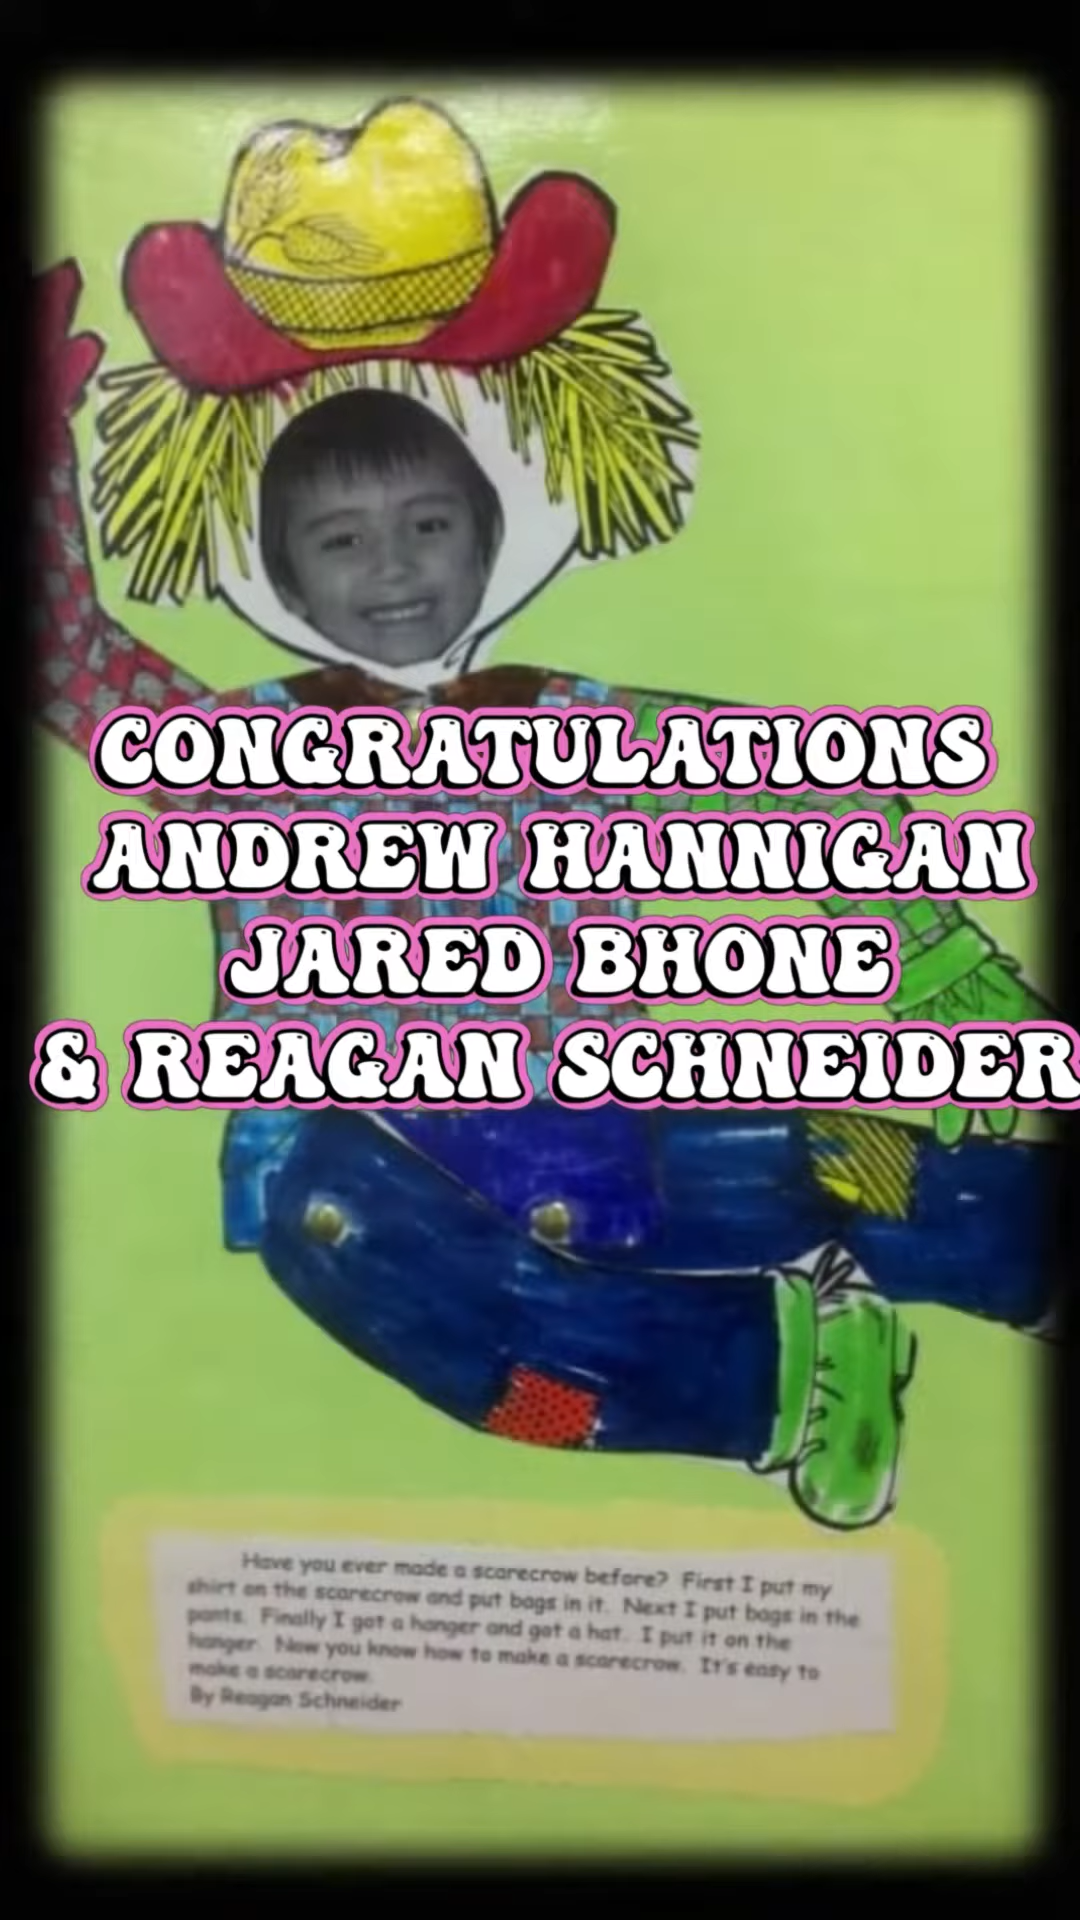 CONGRATULATIONS
ANDREW HANNIGAN
JARED BHONE
& REAGAN SCHNEIDER
Have you ever made a scarecrow before? First I put my
shirt on the scarecrow and put bags in it. Next I put bags in the
pants. Finally I got a hanger and got a hat. I put it on the
hanger. Now you know how to make a scarecrow. It's easy to
make a scarecrow.
By Reagan Schneider